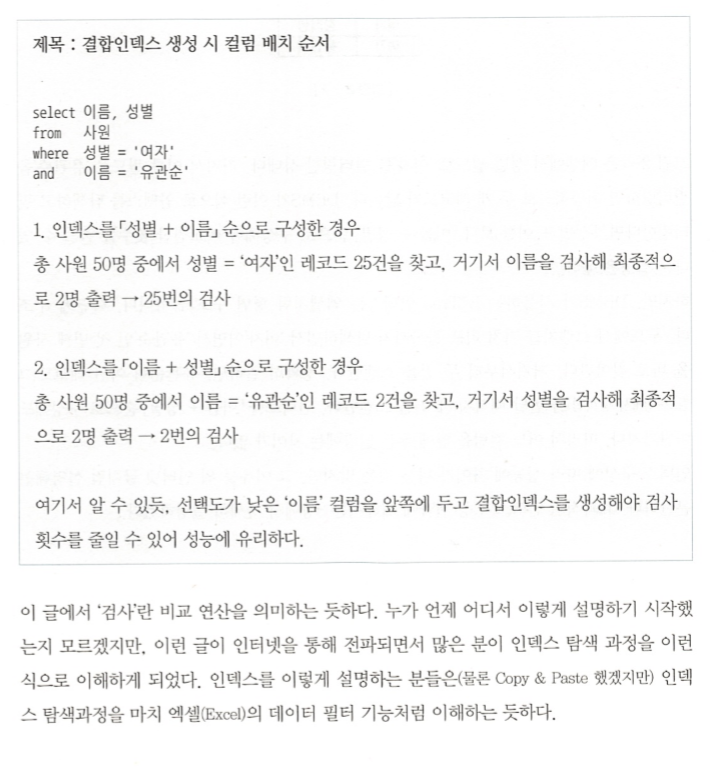 제목 : 결합인덱스 생성 시 컬럼 배치 순서
select 이름, 성별
from 사원
where 성별 = '여자'
and 이름 = '유관순'
1. 인덱스를 「성별 + 이름」 순으로 구성한 경우
총 사원 50명 중에서 성별 = ‘여자’인 레코드 25건을 찾고, 거기서 이름을 검사해 최종적으
로 2명 출력 → 25번의 검사
2. 인덱스를 「이름 + 성별」 순으로 구성한 경우
총 사원 50명 중에서 이름 = ‘유관순’인 레코드 2건을 찾고, 거기서 성별을 검사해 최종적
으로 2명 출력 → 2번의 검사
여기서 알 수 있듯, 선택도가 낮은 ‘이름’ 컬럼을 앞쪽에 두고 결합인덱스를 생성해야 검사
횟수를 줄일 수 있어 성능에 유리하다.
이 글에서 ‘검사’란 비교 연산을 의미하는 듯하다. 누가 언제 어디서 이렇게 설명하기 시작했
는지 모르겠지만, 이런 글이 인터넷을 통해 전파되면서 많은 분이 인덱스 탐색 과정을 이런
식으로 이해하게 되었다. 인덱스를 이렇게 설명하는 분들은(물론 Copy & Paste 했겠지만) 인덱
스 탐색과정을 마치 엑셀(Excel)의 데이터 필터 기능처럼 이해하는 듯하다.